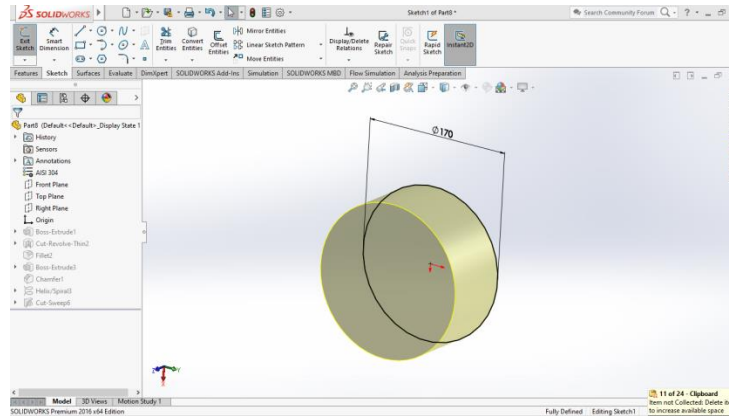 SOLIDWORKS
Sketch1 of Part8 *
Search Community Forum
Exit Sketch
Smart Dimension
Trim Entities
Convert Entities
Offset Entities
Mirror Entities
Linear Sketch Pattern
Move Entities
Display/Delete Relations
Repair Sketch
Quick Snaps
Rapid Sketch
Instant2D
Features Sketch Surfaces Evaluate DimXpert SOLIDWORKS Add-Ins Simulation SOLIDWORKS MBD Flow Simulation Analysis Preparation
Part8 (Default<<Default>_Display State 1
History
Sensors
Annotations
AISI 304
Front Plane
Top Plane
Right Plane
Origin
Boss-Extrude1
Cut-Revolve-Thin2
Fillet2
Boss-Extrude3
Chamfer1
Helix/Spiral3
Cut-Sweep6
Ø170
Model 3D Views Motion Study 1
SOLIDWORKS Premium 2016 x64 Edition
Fully Defined Editing Sketch1
11 of 24 - Clipboard
Item not Collected: Delete it
to increase available space